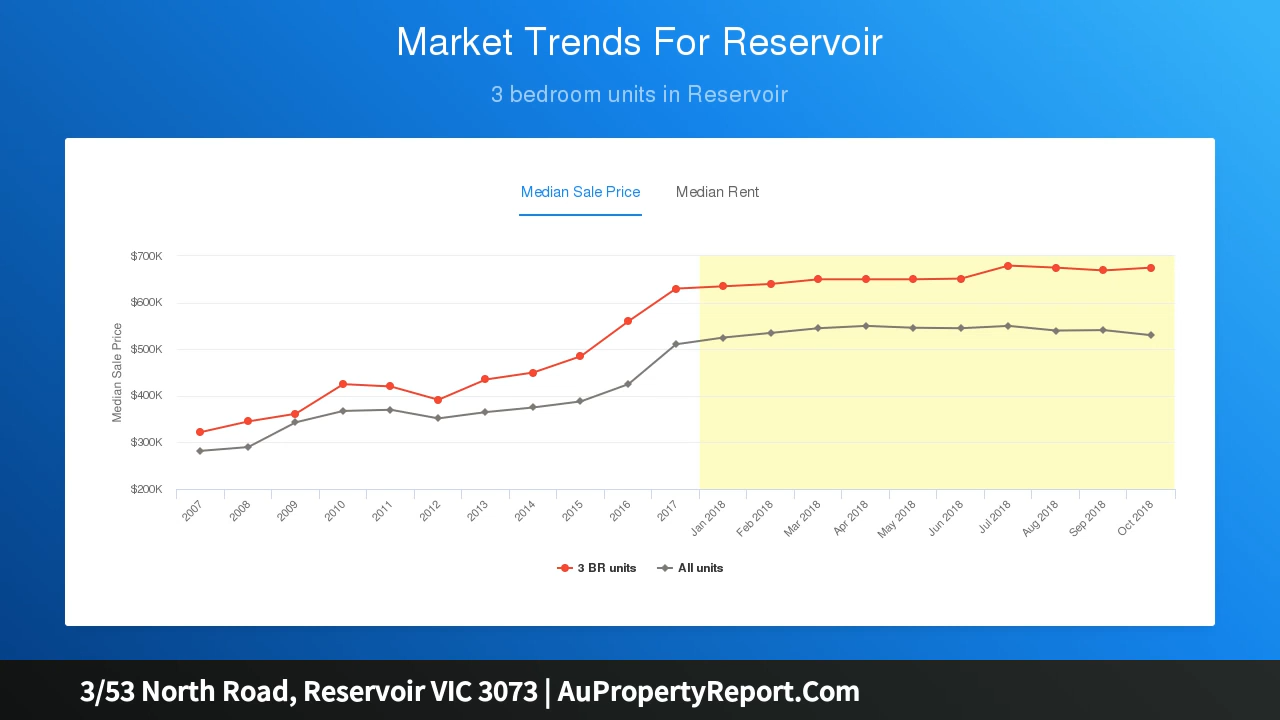 Market Trends For Reservoir
3 bedroom units in Reservoir
Median Sale Price Median Rent
$700K
$600K
$500K
$400K
$300K
$200K
Median Sale Price
2007 2008 2009 2010 2011 2012 2013 2014 2015 2016 2017 Jan 2018 Feb 2018 Mar 2018 Apr 2018 May 2018 Jun 2018 Jul 2018 Aug 2018 Sep 2018 Oct 2018
3 BR units All units
3/53 North Road, Reservoir VIC 3073 | AuPropertyReport.Com